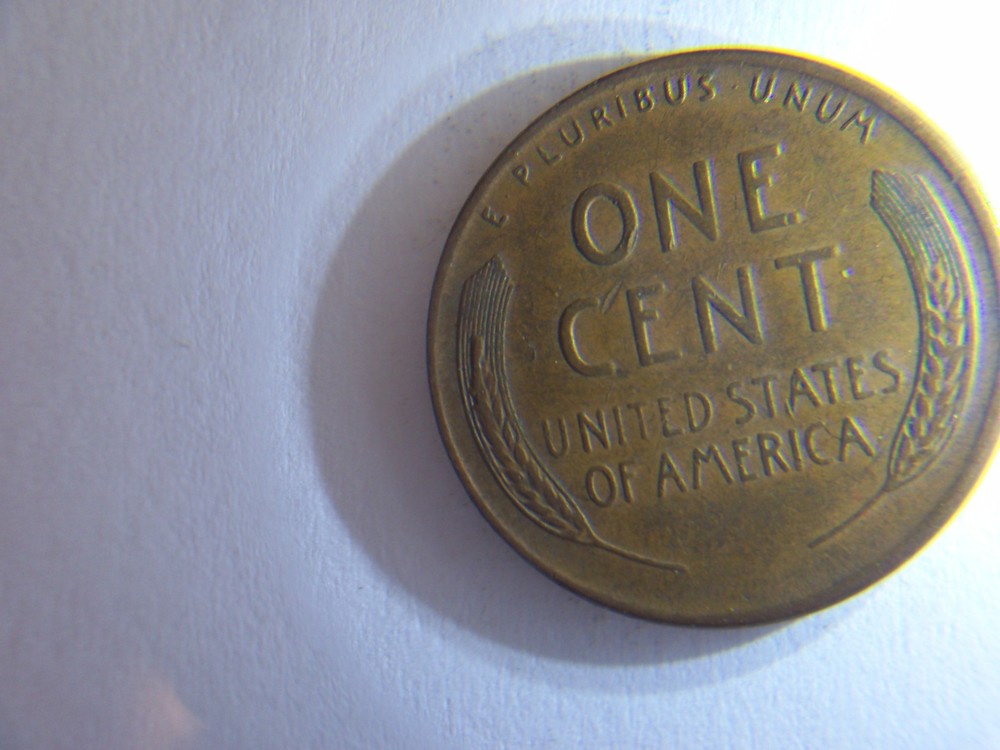 E · PLURIBUS · UNUM
ONE
CENT
UNITED STATES
OF AMERICA